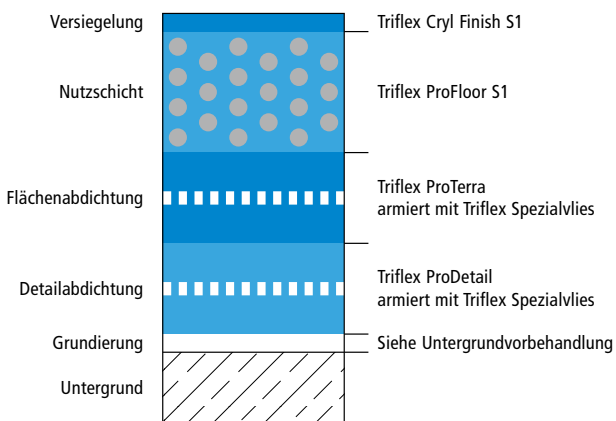 Versiegelung
Triflex Cryl Finish S1
Nutzschicht
Triflex ProFloor S1
Flächenabdichtung
Triflex ProTerra
armiert mit Triflex Spezialvlies
Detailabdichtung
Triflex ProDetail
armiert mit Triflex Spezialvlies
Grundierung
Siehe Untergrundvorbehandlung
Untergrund